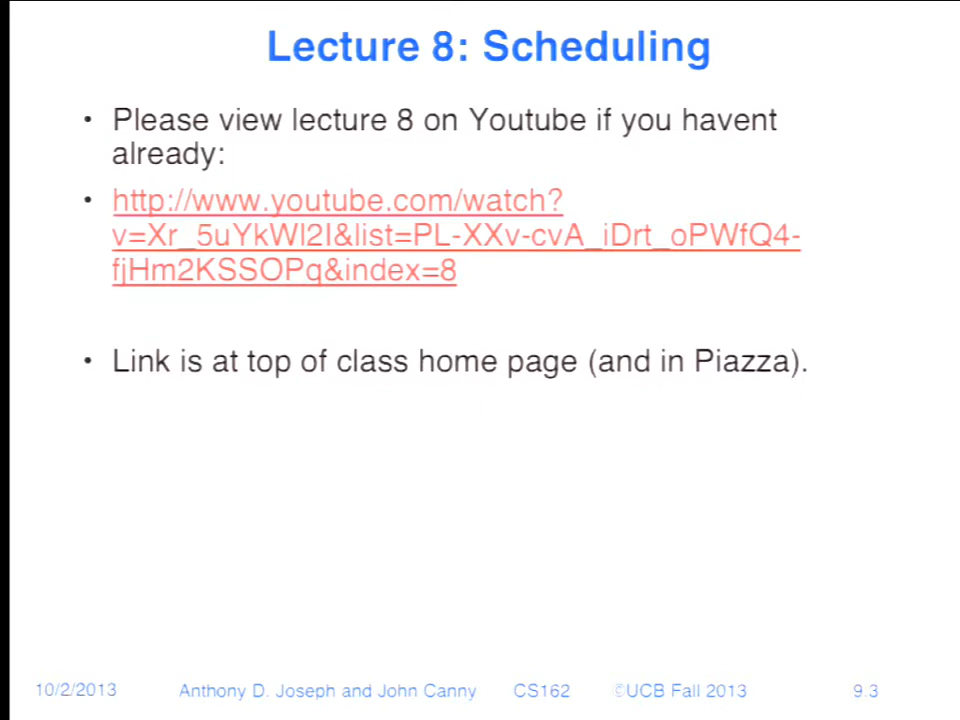 Lecture 8: Scheduling
• Please view lecture 8 on Youtube if you havent
already:
• http://www.youtube.com/watch?
v=Xr_5uYkWl2I&list=PL-XXv-cvA_iDrt_oPWfQ4-
fjHm2KSSOPq&index=8
• Link is at top of class home page (and in Piazza).
10/2/2013 Anthony D. Joseph and John Canny CS162 ©UCB Fall 2013 9.3